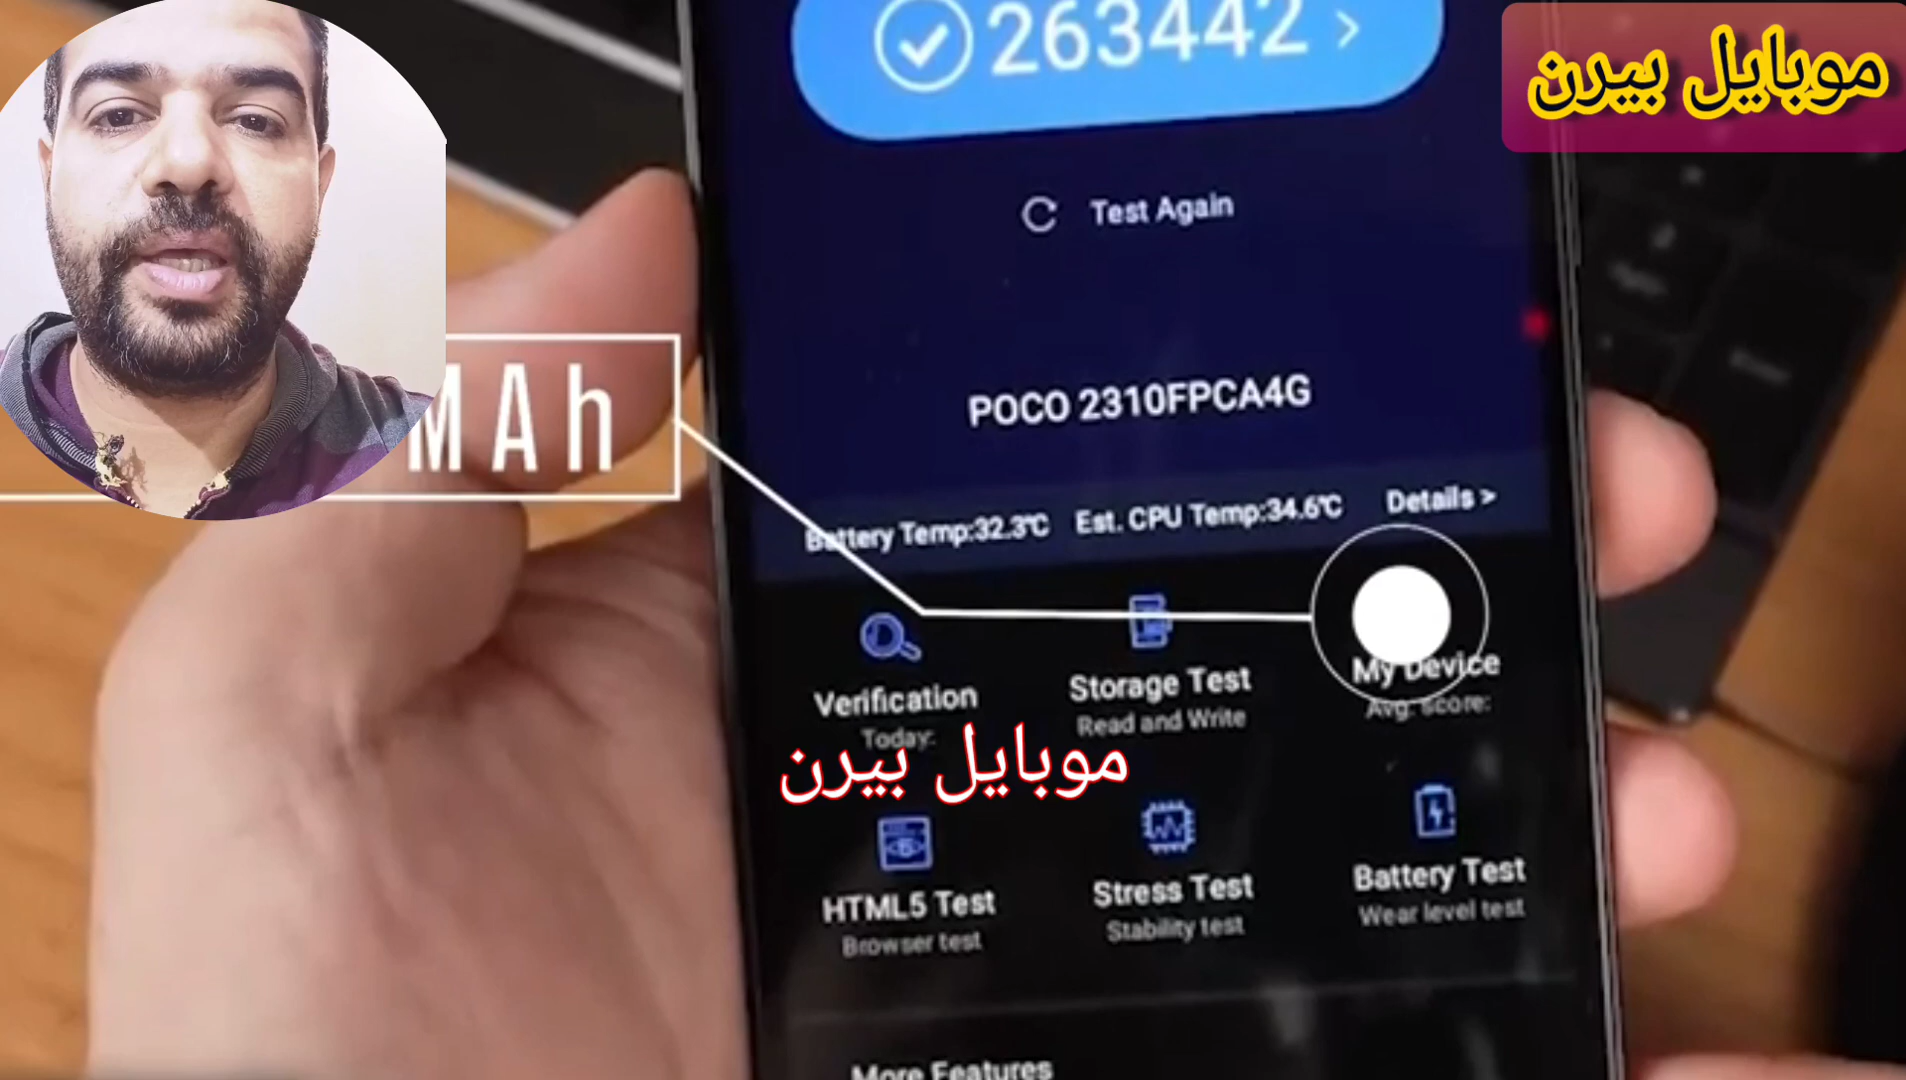 263442 >
موبايل بيرن
Test Again
POCO 2310FPCA4G
MAh
Battery Temp:32.3℃ Est. CPU Temp:34.6℃ Details >
Verification
Today:
Storage Test
Read and Write
My Device
Avg. score:
موبايل بيرن
HTML5 Test
Browser test
Stress Test
Stability test
Battery Test
Wear level test
More Features